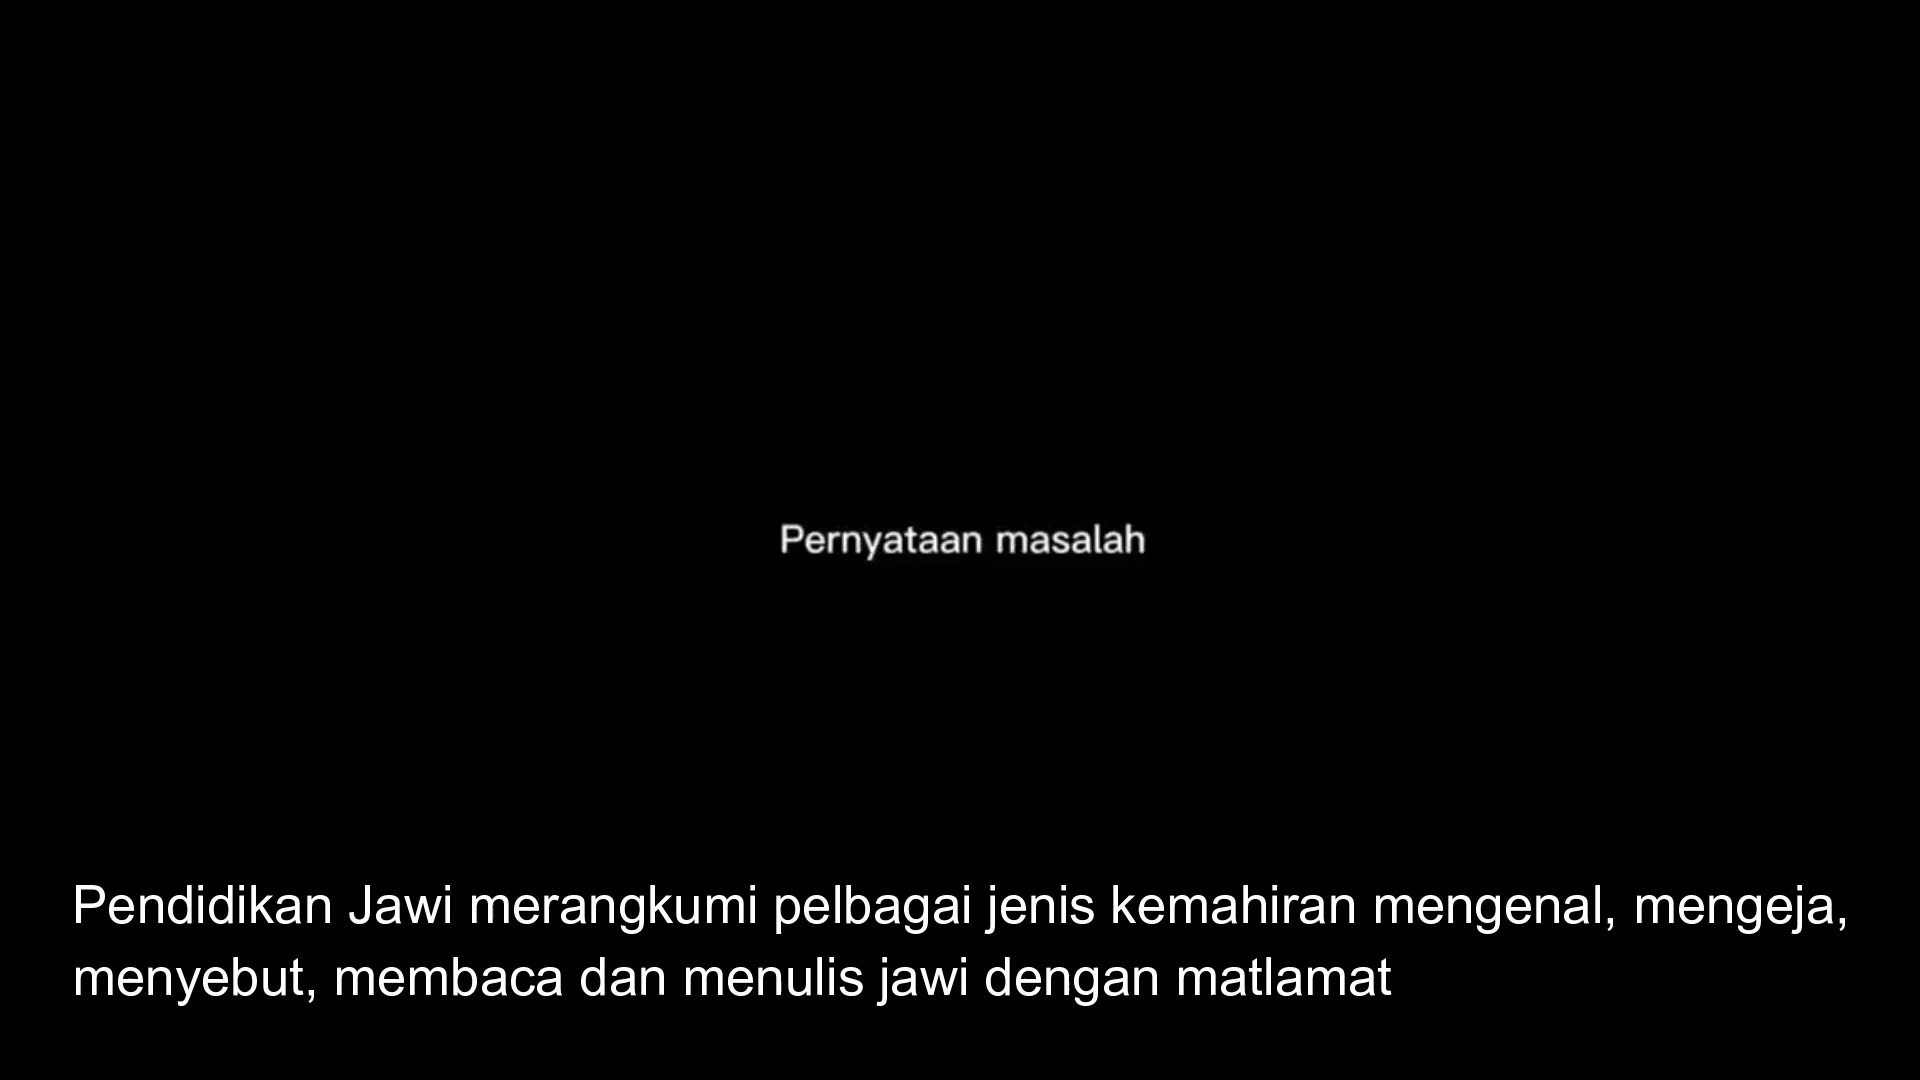 Pernyataan masalah
Pendidikan Jawi merangkumi pelbagai jenis kemahiran mengenal, mengeja,
menyebut, membaca dan menulis jawi dengan matlamat